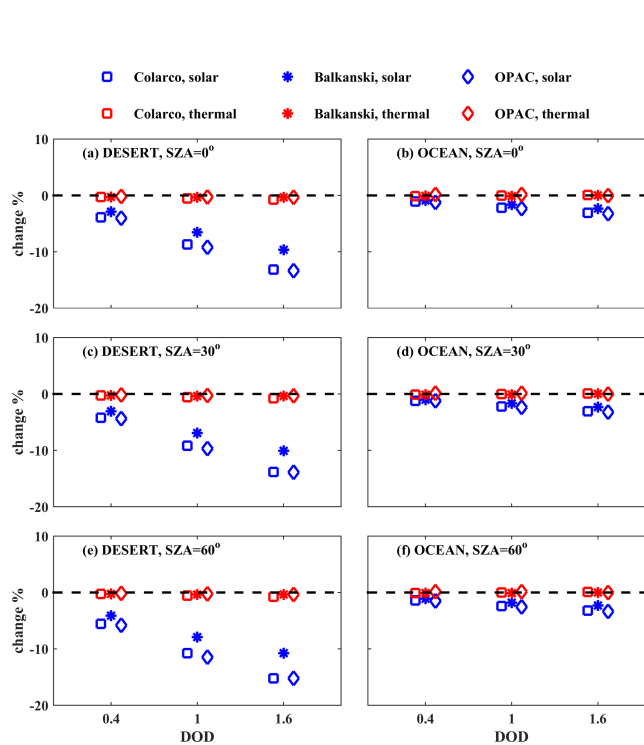 Colarco, solar Balkanski, solar OPAC, solar
Colarco, thermal Balkanski, thermal OPAC, thermal
(a) DESERT, SZA=0°
10
0
-10
-20
change %
(b) OCEAN, SZA=0°
(c) DESERT, SZA=30°
10
0
-10
-20
change %
(d) OCEAN, SZA=30°
(e) DESERT, SZA=60°
10
0
-10
-20
change %
(f) OCEAN, SZA=60°
0.4 1 1.6
DOD
0.4 1 1.6
DOD